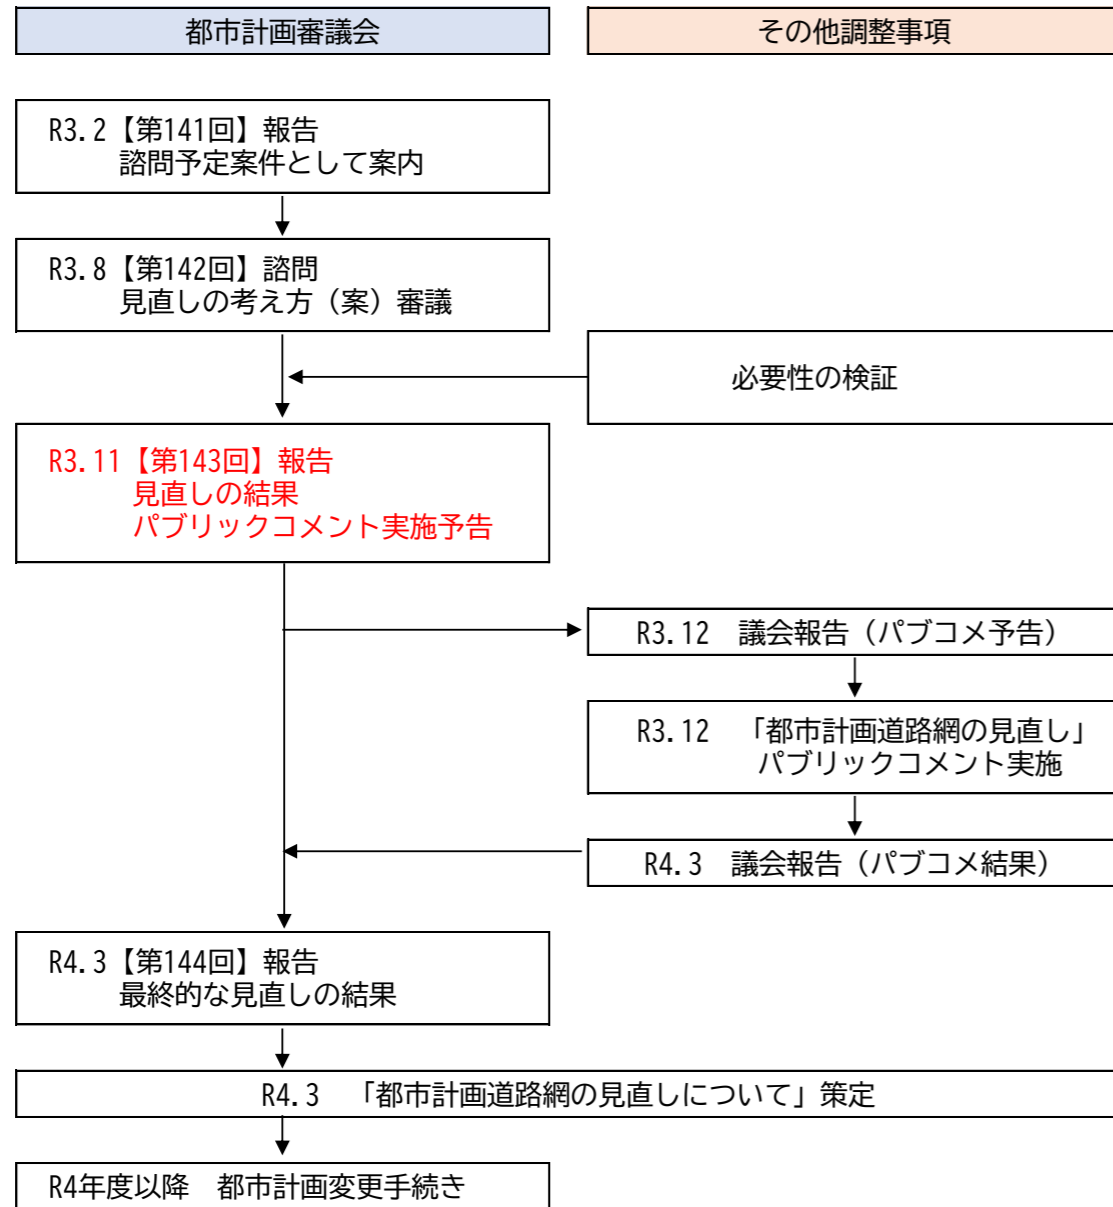 都市計画審議会
その他調整事項
R3.2【第141回】報告
諮問予定案件として案内
R3.8【第142回】諮問
見直しの考え方（案）審議
必要性の検証
R3.11【第143回】報告
見直しの結果
パブリックコメント実施予告
R3.12　議会報告（パブコメ予告）
R3.12　「都市計画道路網の見直し」
パブリックコメント実施
R4.3　議会報告（パブコメ結果）
R4.3【第144回】報告
最終的な見直しの結果
R4.3　「都市計画道路網の見直しについて」策定
R4年度以降　都市計画変更手続き